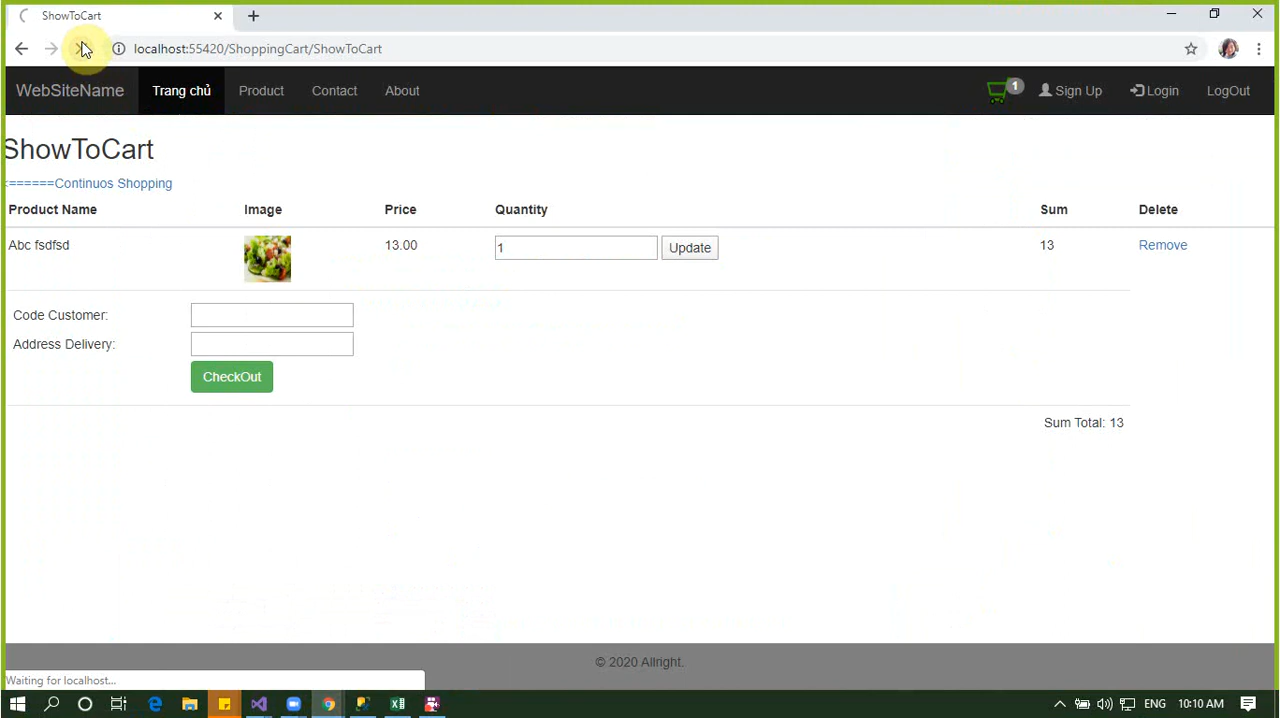 ShowToCart
localhost:55420/ShoppingCart/ShowToCart
WebSiteName Trang chủ Product Contact About 1 Sign Up Login LogOut
ShowToCart
======Continuos Shopping
Product Name Image Price Quantity Sum Delete
Abc fsdfsd 13.00 1 Update 13 Remove
Code Customer:
Address Delivery:
CheckOut
Sum Total: 13
© 2020 Allright.
Waiting for localhost...
ENG 10:10 AM